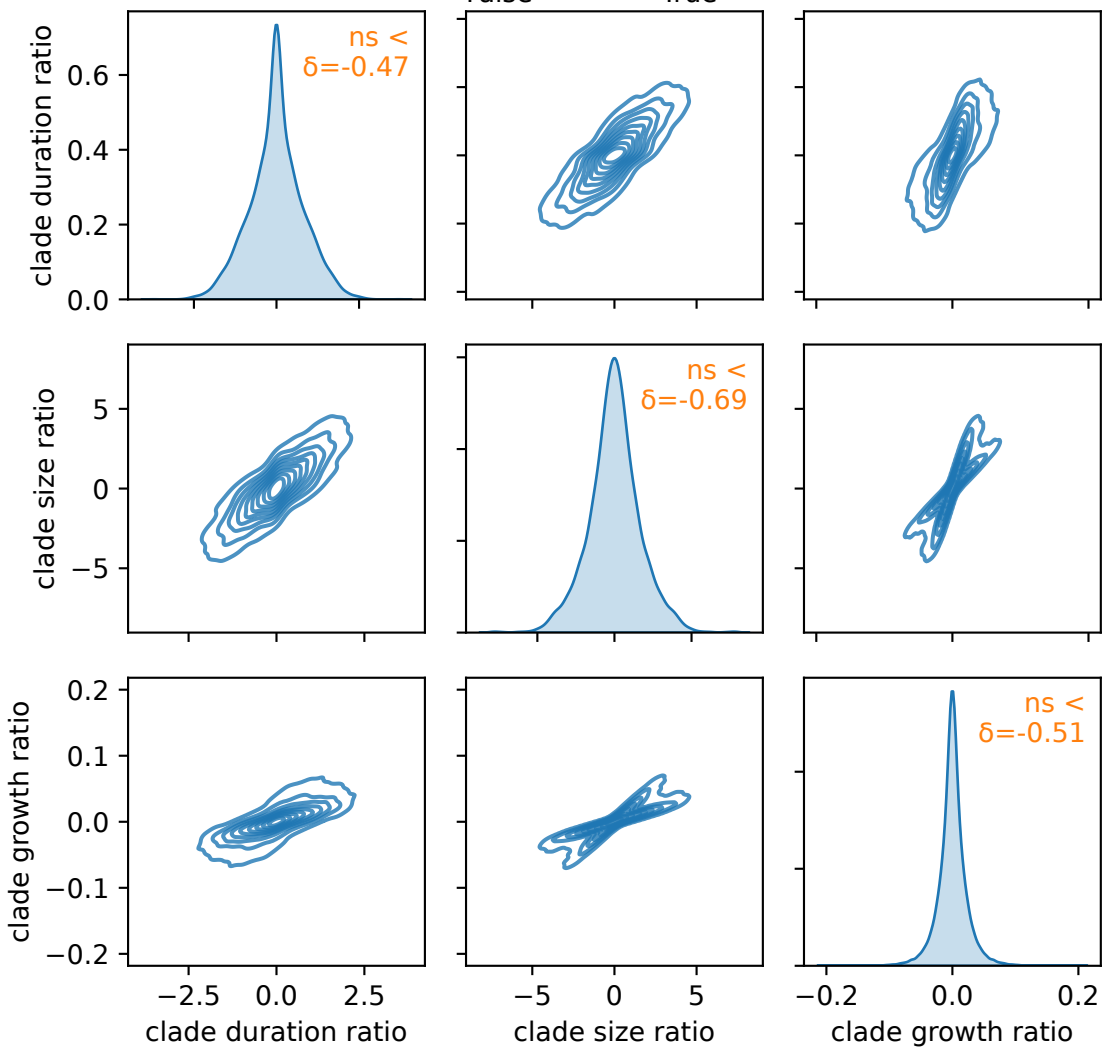 clade duration ratio
0.6
0.4
0.2
0.0
ns <
δ=-0.47
clade size ratio
5
0
−5
ns <
δ=-0.69
clade growth ratio
0.2
0.1
0.0
−0.1
−0.2
ns <
δ=-0.51
−2.5 0.0 2.5
−5 0 5
−0.2 0.0 0.2
clade duration ratio
clade size ratio
clade growth ratio